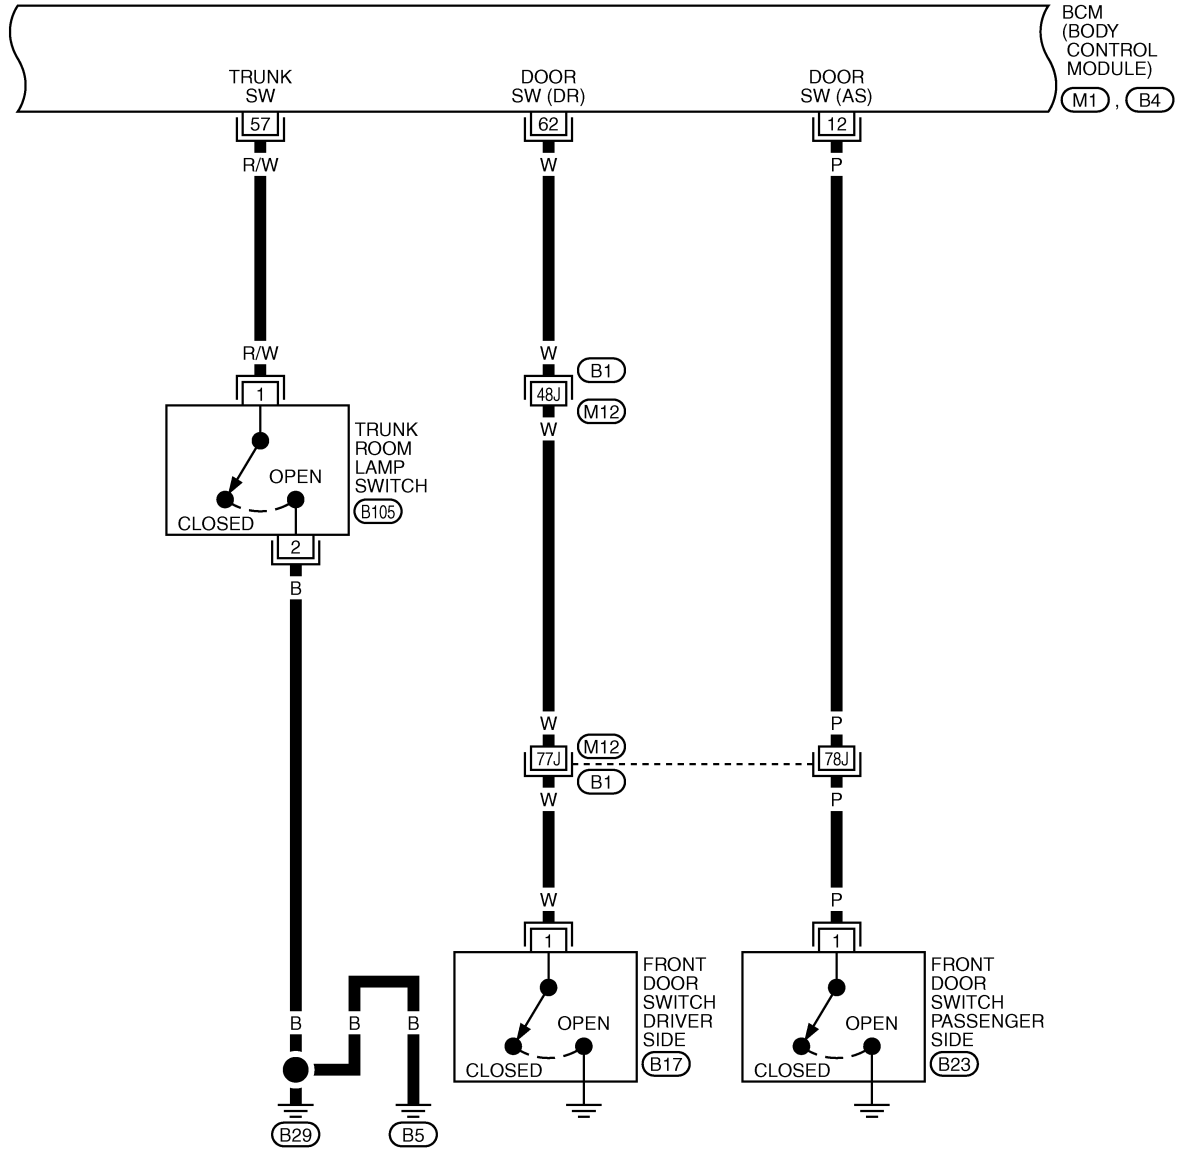 BCM
(BODY
CONTROL
MODULE)
M1 , B4
TRUNK
SW
DOOR
SW (DR)
DOOR
SW (AS)
57
62
12
R/W
W
P
R/W
W
B1
1
48J
M12
W
TRUNK
ROOM
LAMP
SWITCH
B105
OPEN
CLOSED
2
B
W
P
77J
M12
B1
78J
W
P
W
P
1
1
FRONT
DOOR
SWITCH
DRIVER
SIDE
B17
OPEN
CLOSED
FRONT
DOOR
SWITCH
PASSENGER
SIDE
B23
OPEN
CLOSED
B
B
B
B29
B5